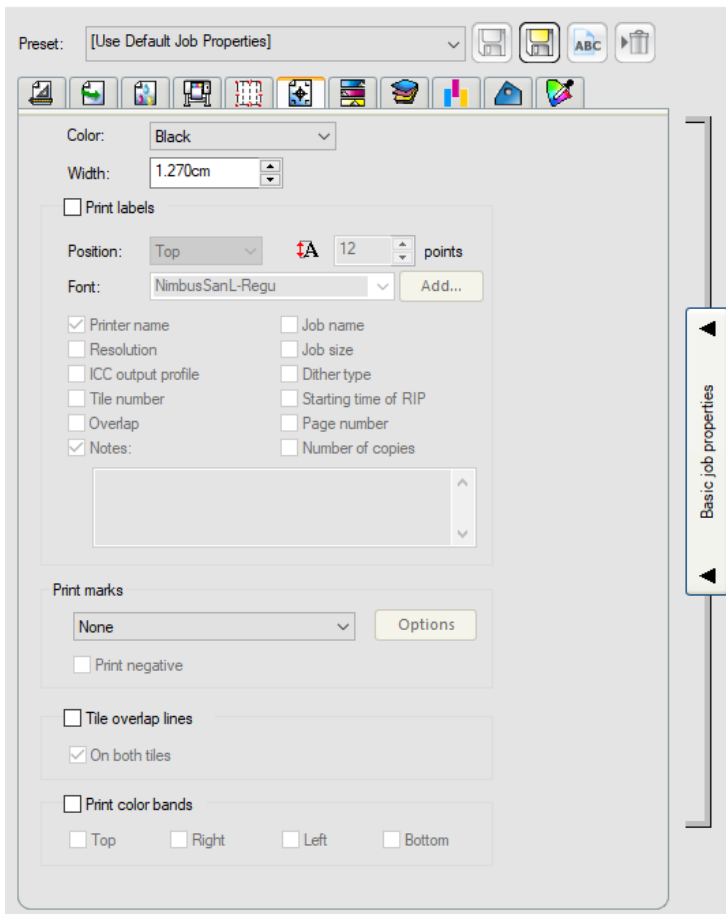 Preset: [Use Default Job Properties] ABC
Color: Black
Width: 1.270cm
Print labels
Position: Top A 12 points
Font: NimbusSanL-Regu Add...
Printer name Job name
Resolution Job size
ICC output profile Dither type
Tile number Starting time of RIP
Overlap Page number
Notes: Number of copies
Basic job properties
Print marks
None Options
Print negative
Tile overlap lines
On both tiles
Print color bands
Top Right Left Bottom